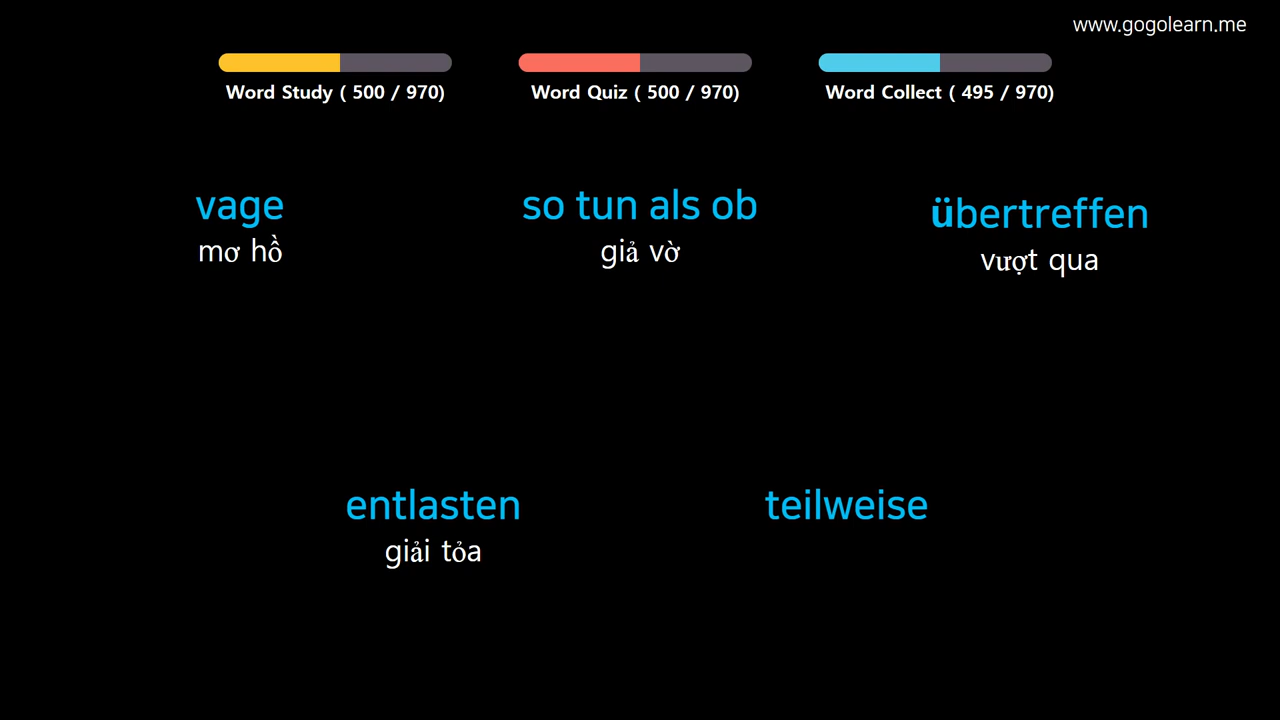 www.gogolearn.me
Word Study ( 500 / 970)
Word Quiz ( 500 / 970)
Word Collect ( 495 / 970)
vage
mơ hồ
so tun als ob
giả vờ
übertreffen
vượt qua
entlasten
giải tỏa
teilweise